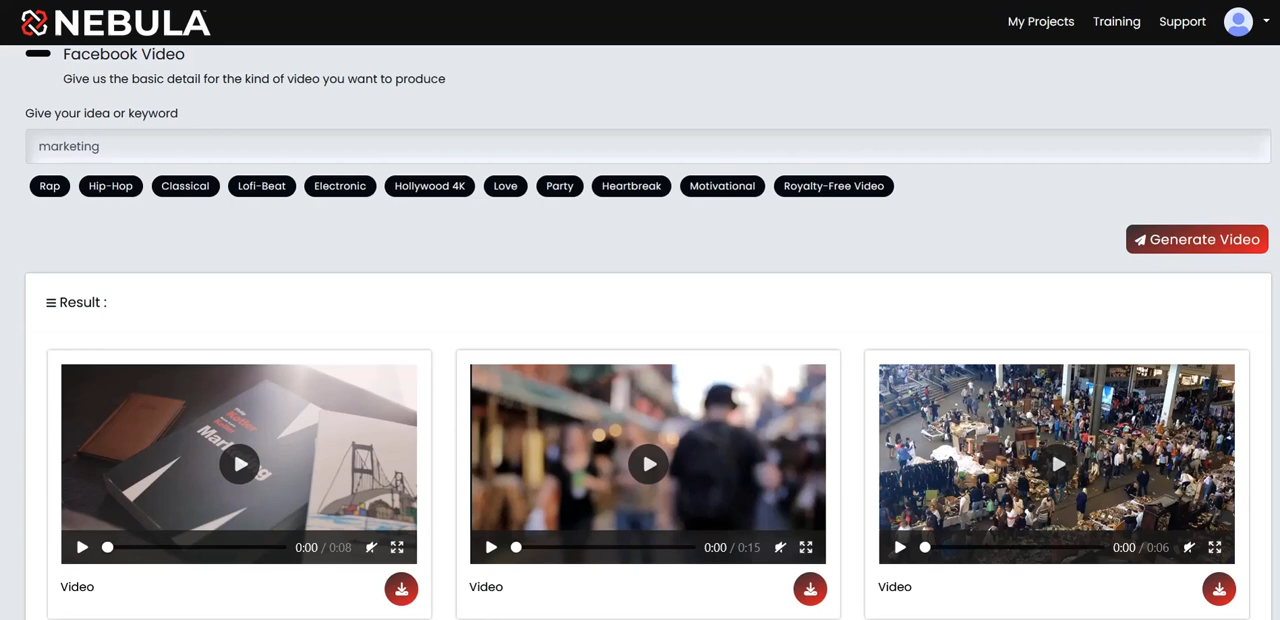 NEBULA
My Projects Training Support
Facebook Video
Give us the basic detail for the kind of video you want to produce
Give your idea or keyword
marketing
Rap Hip-Hop Classical Lofi-Beat Electronic Hollywood 4K Love Party Heartbreak Motivational Royalty-Free Video
Generate Video
Result :
Marketing
0:00 / 0:08
0:00 / 0:15
0:00 / 0:06
Video
Video
Video